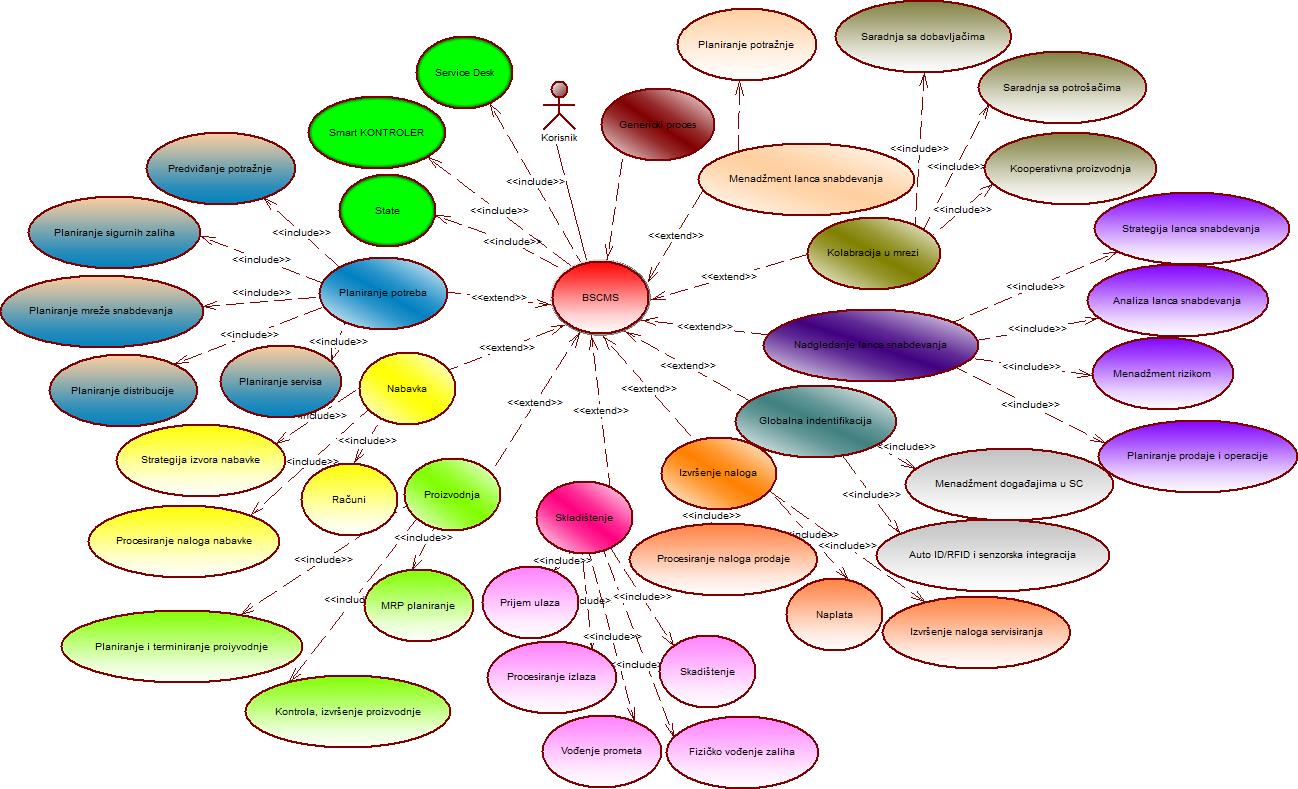 Planiranje potražnje
Saradnja sa dobavljačima
Service Desk
Saradnja sa potrošačima
Smart KONTROLER
Korisnik
Generički proces
<<include>>
<<include>>
Kooperativna proizvodnja
Predviđanje potražnje
Menadžment lanca snabdevanja
<<include>>
<<include>>
State
<<include>>
Strategija lanca snabdevanja
Planiranje sigurnih zaliha
<<include>>
<<include>>
<<extend>>
Kolabracija u mrezi
<<include>>
<<extend>>
<<include>>
Planiranje potreba
<<include>>
<<extend>>
BSCMS
Analiza lanca snabdevanja
Planiranje mreže snabdevanja
<<include>>
<<extend>>
<<include>>
<<include>>
<<extend>>
Nadgledanje lanca snabdevanja
<<extend>>
<<include>>
Menadžment rizikom
Planiranje distribucije
Planiranje servisa
Nabavka
<<extend>>
<<extend>>
<<extend>>
<<include>>
include>>
Globalna indentifikacija
<<include>>
<<include>>
Planiranje prodaje i operacije
Strategija izvora nabavke
<<include>>
Izvršenje naloga
Menadžment događajima u SC
Računi
Proizvodnja
<<include>>
Skladištenje
<<include>>
Procesiranje naloga nabavke
<<include>>
include>>
<<include>>
Auto ID/RFID i senzorska integracija
<<include>>
<<include>>
Procesiranje naloga prodaje
<<includ
MRP planiranje
Prijem ulaza
clude>
<<include>>
Naplata
Izvršenje naloga servisiranja
Planiranje i terminiranje proiyvodnje
<<include>>
<<include>
Skadištenje
Procesiranje izlaza
Kontrola, izvršenje proizvodnje
Vođenje prometa
Fizičko vođenje zaliha